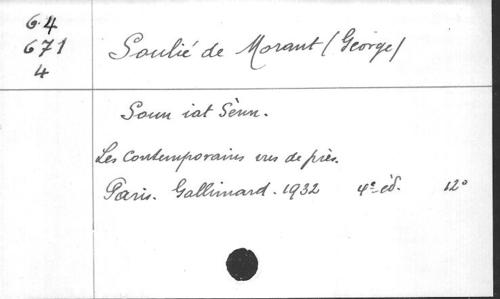 64
671
4
Soulié de Morant (George)
Soun iat Sènn.
Les Contemporains vus de près.
Paris. Gallimard. 1932 4e éd. 12°